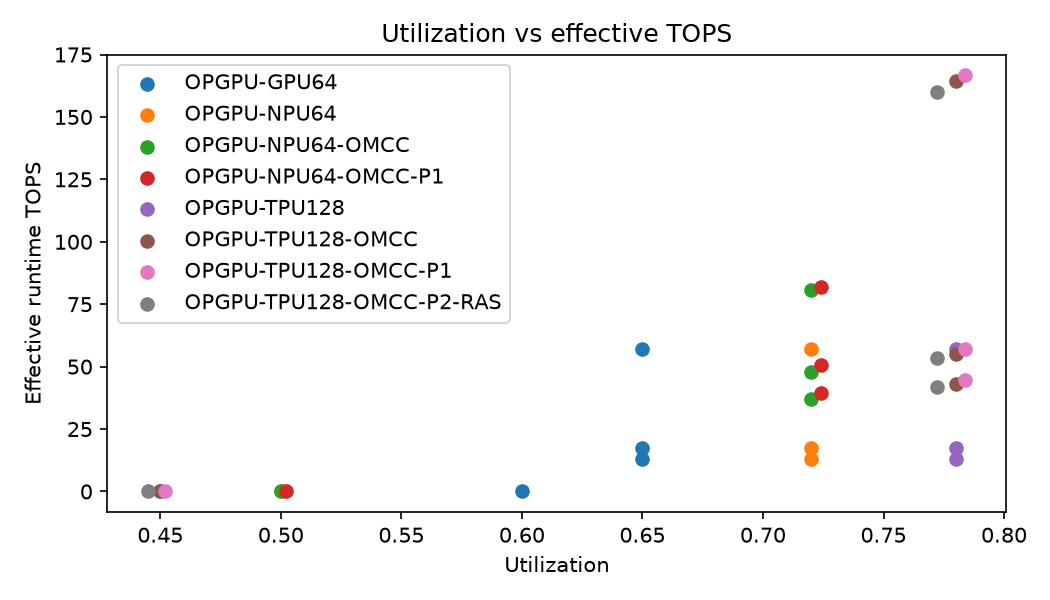 Utilization vs effective TOPS
175
150
125
100
75
50
25
0
Effective runtime TOPS
OPGPU-GPU64
OPGPU-NPU64
OPGPU-NPU64-OMCC
OPGPU-NPU64-OMCC-P1
OPGPU-TPU128
OPGPU-TPU128-OMCC
OPGPU-TPU128-OMCC-P1
OPGPU-TPU128-OMCC-P2-RAS
0.45 0.50 0.55 0.60 0.65 0.70 0.75 0.80
Utilization